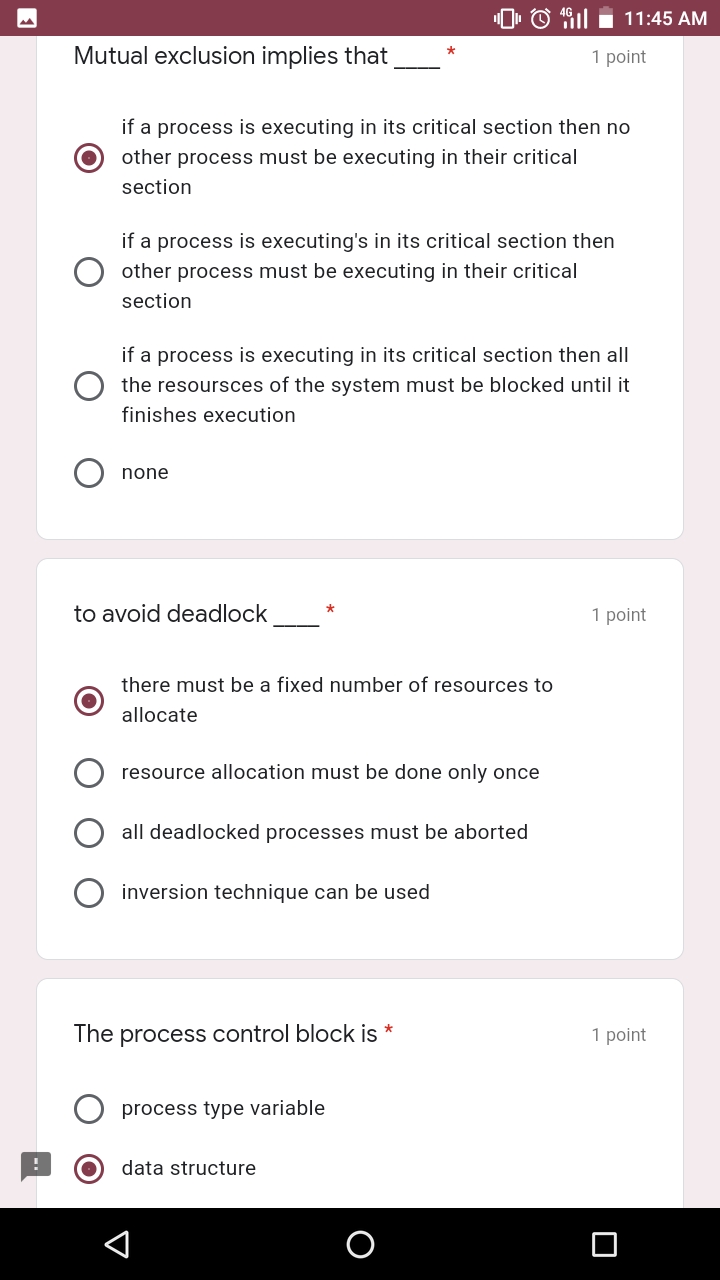 4G 11:45 AM
Mutual exclusion implies that ____ * 1 point
if a process is executing in its critical section then no
other process must be executing in their critical
section
if a process is executing's in its critical section then
other process must be executing in their critical
section
if a process is executing in its critical section then all
the resoursces of the system must be blocked until it
finishes execution
none
to avoid deadlock ____ * 1 point
there must be a fixed number of resources to
allocate
resource allocation must be done only once
all deadlocked processes must be aborted
inversion technique can be used
The process control block is * 1 point
process type variable
data structure